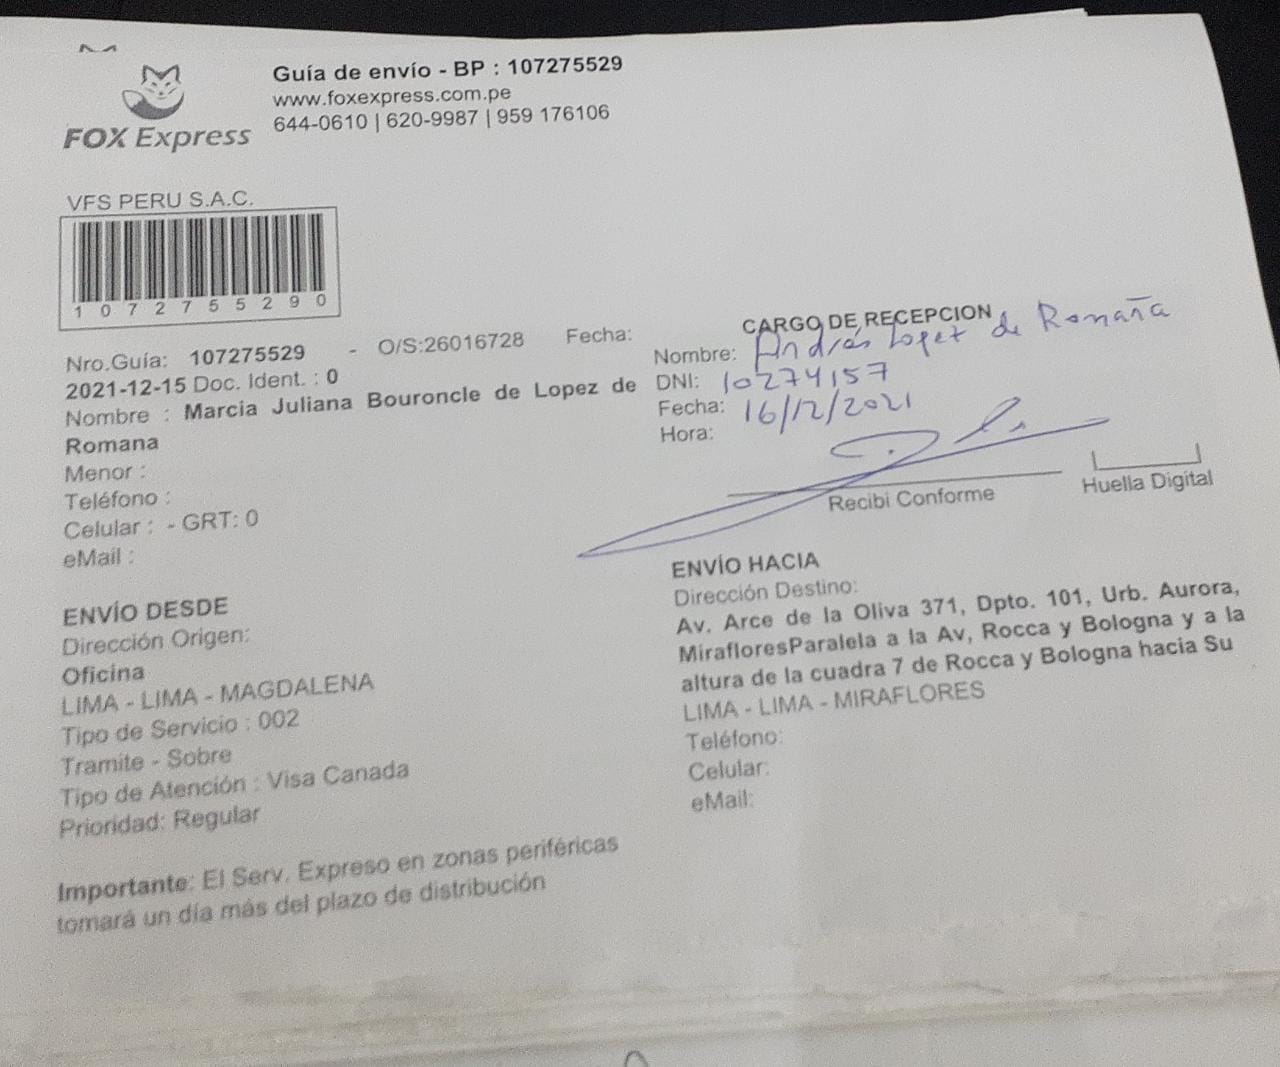 Guía de envío - BP : 107275529
www.foxexpress.com.pe
644-0610 | 620-9987 | 959 176106
FOX Express
VFS PERU S.A.C.
1 0 7 2 7 5 5 2 9 0
Nro.Guía: 107275529 - O/S:26016728 Fecha:
2021-12-15 Doc. Ident. : 0
Nombre : Marcia Juliana Bouroncle de Lopez de
Romana
Menor :
Teléfono :
Celular : - GRT: 0
eMail :
CARGO DE RECEPCION
Nombre: Andrés Lopez de Romaña
DNI: 10274157
Fecha: 16/12/2021
Hora:
Recibi Conforme
Huella Digital
ENVÍO DESDE
Dirección Origen:
Oficina
LIMA - LIMA - MAGDALENA
Tipo de Servicio : 002
Tramite - Sobre
Tipo de Atención : Visa Canada
Prioridad: Regular
ENVÍO HACIA
Dirección Destino:
Av. Arce de la Oliva 371, Dpto. 101, Urb. Aurora,
MirafloresParalela a la Av, Rocca y Bologna y a la
altura de la cuadra 7 de Rocca y Bologna hacia Su
LIMA - LIMA - MIRAFLORES
Teléfono:
Celular:
eMail:
Importante: El Serv. Expreso en zonas periféricas
tomará un día más del plazo de distribución